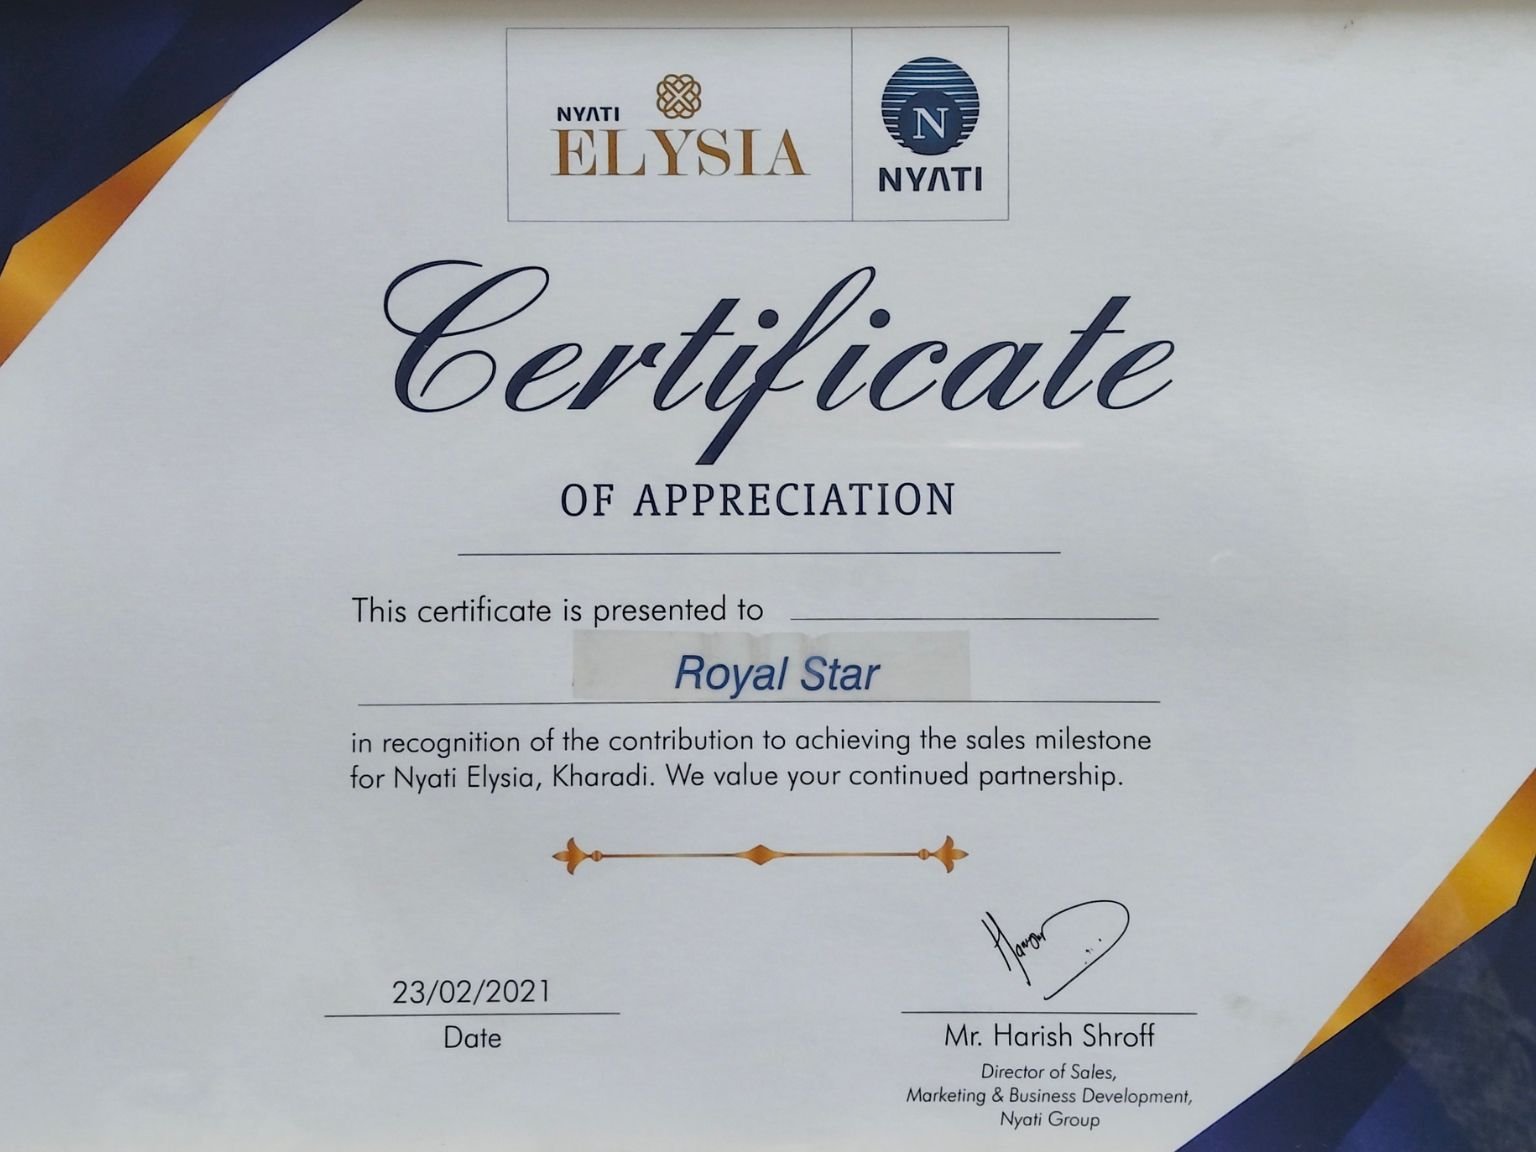 NYATI
ELYSIA
N
NYATI
Certificate
OF APPRECIATION
This certificate is presented to
Royal Star
in recognition of the contribution to achieving the sales milestone
for Nyati Elysia, Kharadi. We value your continued partnership.
23/02/2021
Date
Mr. Harish Shroff
Director of Sales,
Marketing & Business Development,
Nyati Group